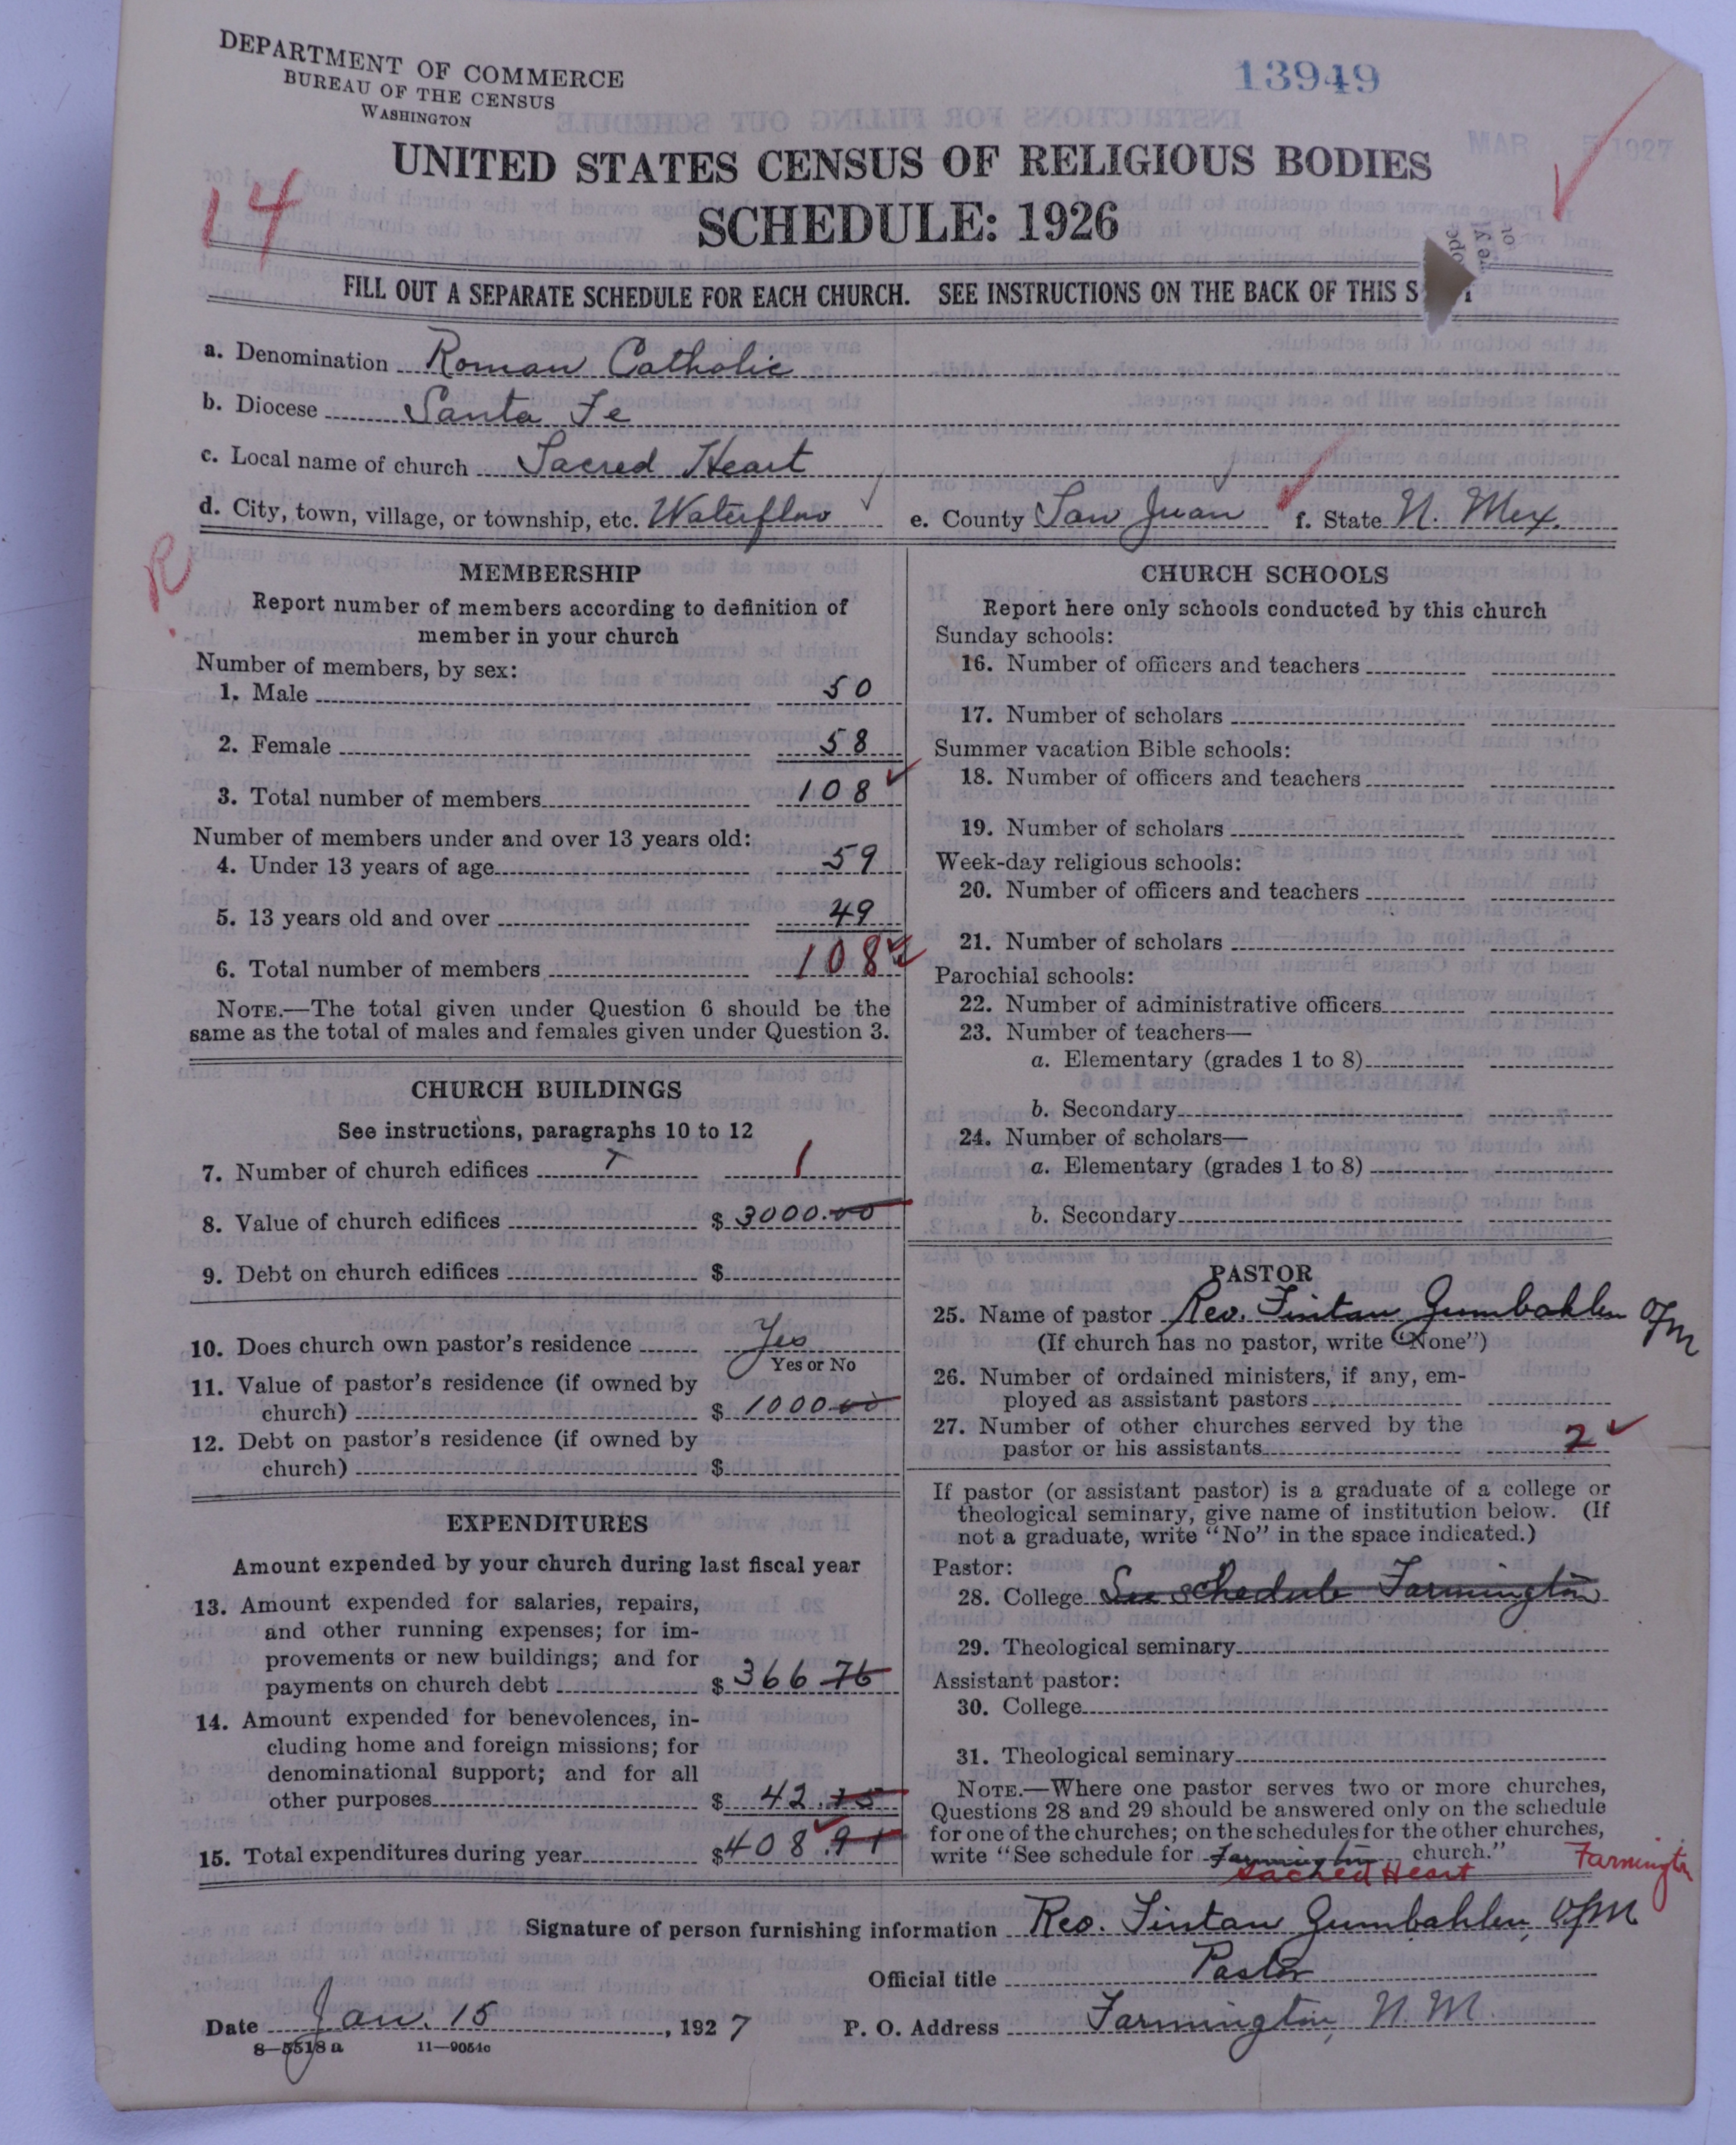 DEPARTMENT OF COMMERCE
BUREAU OF THE CENSUS
WASHINGTON
13949
MAR 5 1927
UNITED STATES CENSUS OF RELIGIOUS BODIES
14
SCHEDULE: 1926
FILL OUT A SEPARATE SCHEDULE FOR EACH CHURCH. SEE INSTRUCTIONS ON THE BACK OF THIS S
a. Denomination Roman Catholic
b. Diocese Santa Fe
c. Local name of church Sacred Heart
d. City, town, village, or township, etc. Waterflow e. County San Juan f. State N. Mex.
R
MEMBERSHIP
Report number of members according to definition of
member in your church
Number of members, by sex:
1. Male 50
2. Female 58
3. Total number of members 108
Number of members under and over 13 years old:
4. Under 13 years of age 59
5. 13 years old and over 49
6. Total number of members 108
NOTE.—The total given under Question 6 should be the
same as the total of males and females given under Question 3.
CHURCH BUILDINGS
See instructions, paragraphs 10 to 12
7. Number of church edifices 1 1
8. Value of church edifices $ 3000.00
9. Debt on church edifices $
10. Does church own pastor's residence Yes
Yes or No
11. Value of pastor's residence (if owned by
church) $ 1000 00
12. Debt on pastor's residence (if owned by
church) $
EXPENDITURES
Amount expended by your church during last fiscal year
13. Amount expended for salaries, repairs,
and other running expenses; for im-
provements or new buildings; and for
payments on church debt $ 366 76
14. Amount expended for benevolences, in-
cluding home and foreign missions; for
denominational support; and for all
other purposes $ 42.15
15. Total expenditures during year $ 408.91
CHURCH SCHOOLS
Report here only schools conducted by this church
Sunday schools:
16. Number of officers and teachers
17. Number of scholars
Summer vacation Bible schools:
18. Number of officers and teachers
19. Number of scholars
Week-day religious schools:
20. Number of officers and teachers
21. Number of scholars
Parochial schools:
22. Number of administrative officers
23. Number of teachers—
a. Elementary (grades 1 to 8)
b. Secondary
24. Number of scholars—
a. Elementary (grades 1 to 8)
b. Secondary
PASTOR
25. Name of pastor Rev. Fintan Zumbahlen OFM
(If church has no pastor, write "None")
26. Number of ordained ministers, if any, em-
ployed as assistant pastors
27. Number of other churches served by the
pastor or his assistants 2
If pastor (or assistant pastor) is a graduate of a college or
theological seminary, give name of institution below. (If
not a graduate, write "No" in the space indicated.)
Pastor:
28. College See schedule Farmington
29. Theological seminary
Assistant pastor:
30. College
31. Theological seminary
NOTE.—Where one pastor serves two or more churches,
Questions 28 and 29 should be answered only on the schedule
for one of the churches; on the schedules for the other churches,
write "See schedule for Farmington church."
Sacred Heart Farmington
Signature of person furnishing information Rev. Fintan Zumbahlen, OFM
Official title Pastor
Date Jan. 15, 1927 P. O. Address Farmington, N. M.
8—5518 a 11—9054c